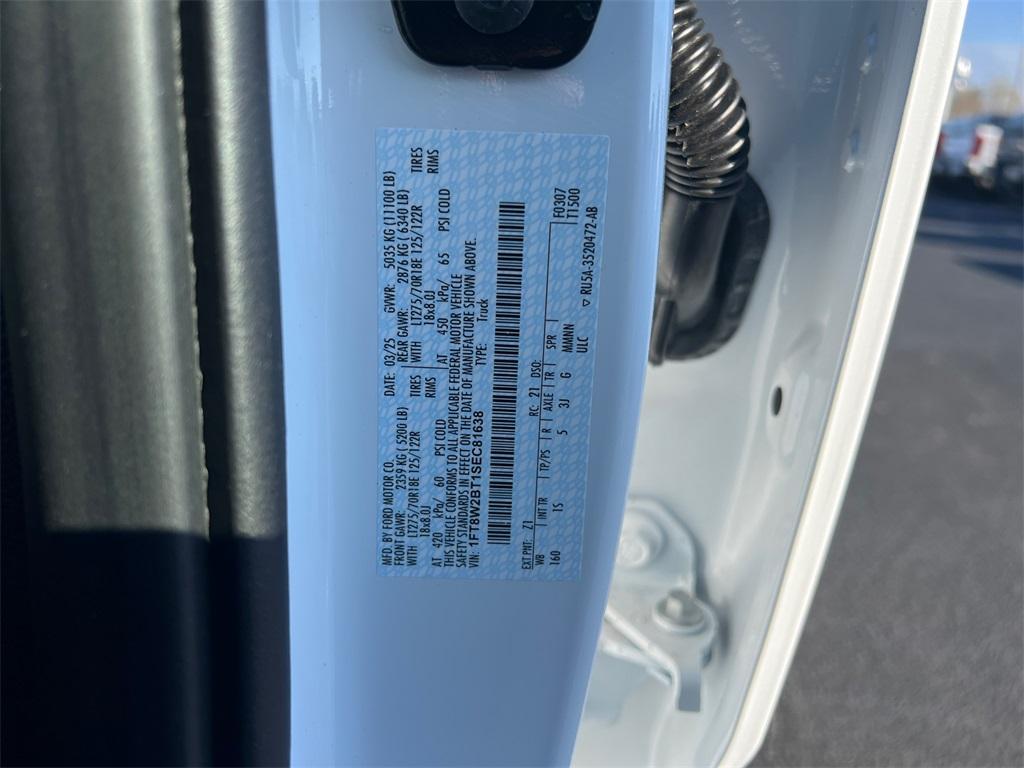 MFD. BY FORD MOTOR CO. DATE: 03/25 GVWR: 5035 KG (11100 LB)
FRONT GAWR: 2359 KG (5200 LB) REAR GAWR: 2876 KG (6340 LB)
WITH LT275/70R18E 125/122R TIRES WITH LT275/70R18E 125/122R TIRES
18x8.0J RIMS 18x8.0J RIMS
AT 420 kPa/ 60 PSI COLD AT 450 kPa/ 65 PSI COLD
THIS VEHICLE CONFORMS TO ALL APPLICABLE FEDERAL MOTOR VEHICLE
SAFETY STANDARDS IN EFFECT ON THE DATE OF MANUFACTURE SHOWN ABOVE.
VIN: 1FT8W2BT1SEC81638 TYPE: Truck
F0307
T1500
EXT PNT: Z1 RC: 21 DSO:
WB INT TR TP/PS R AXLE TR SPR
160 1S 5 3J G MMNNN
ULC
▽ RU5A-3520472-AB